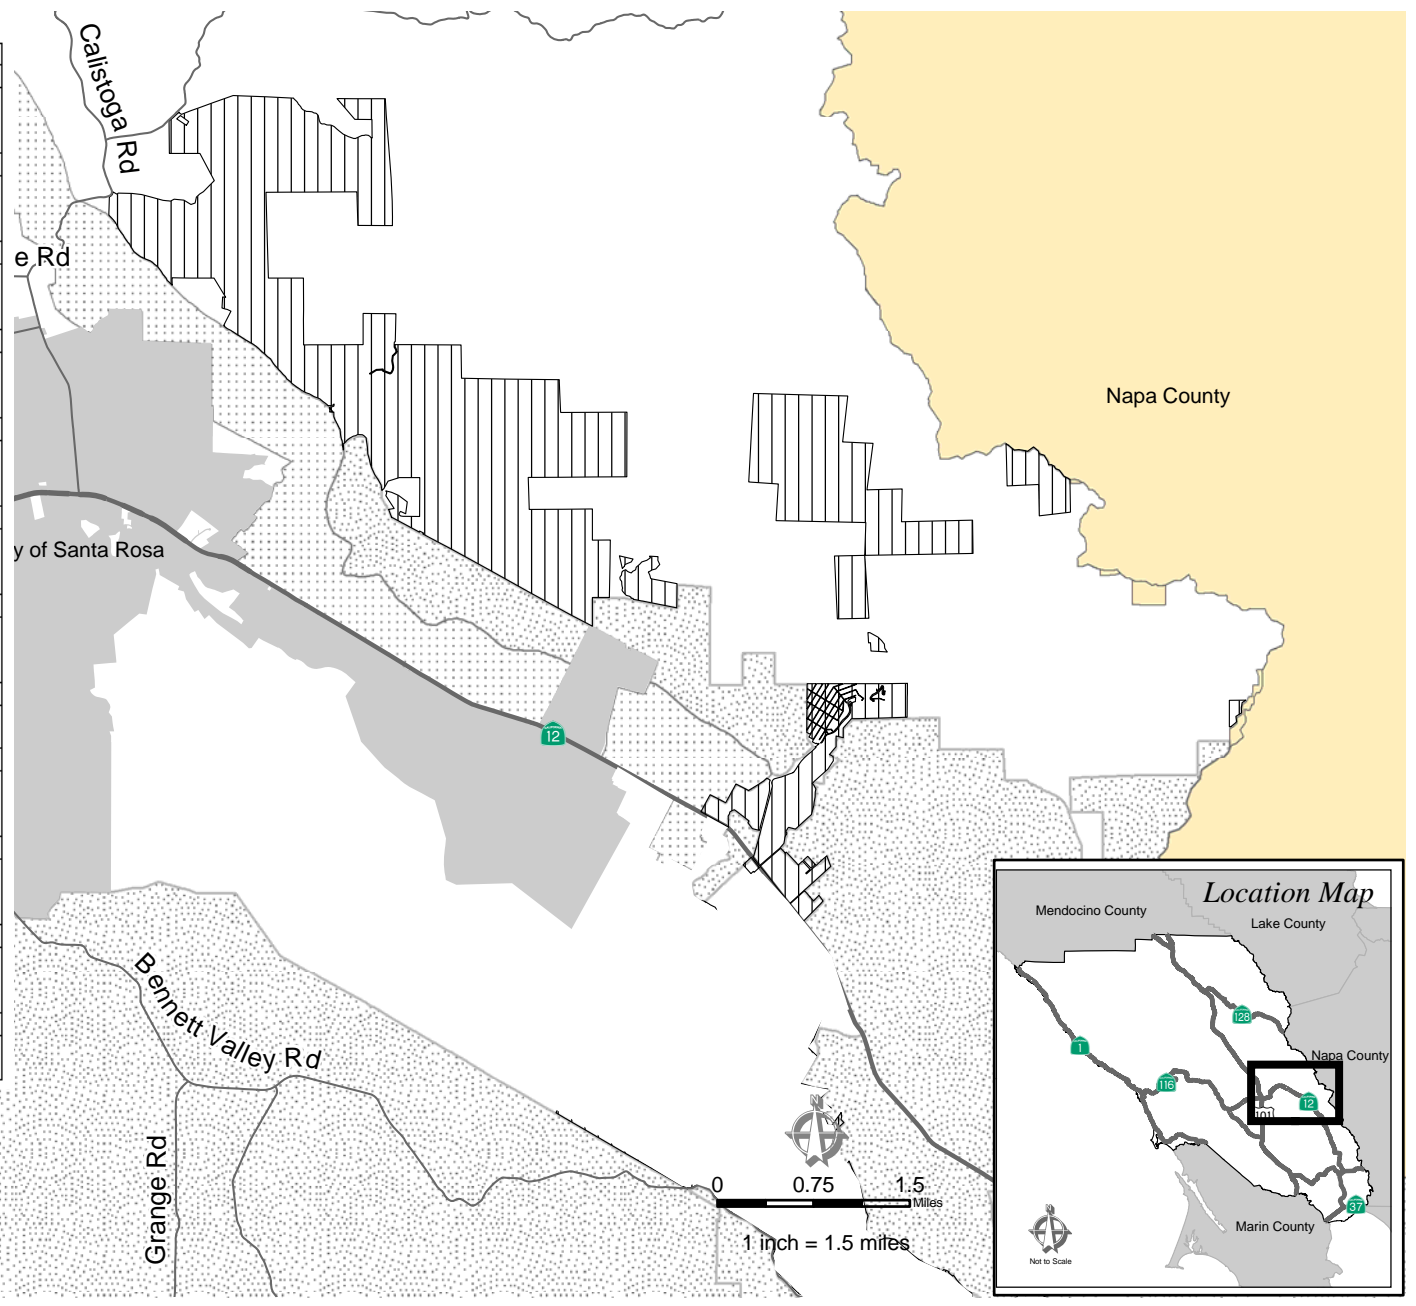 Calistoga Rd
e Rd
Napa County
y of Santa Rosa
12
Bennett Valley Rd
Grange Rd
N
0 0.75 1.5
Miles
1 inch = 1.5 miles
Location Map
Mendocino County
Lake County
128
1
Napa County
116
12
101
37
Marin County
N
Not to Scale